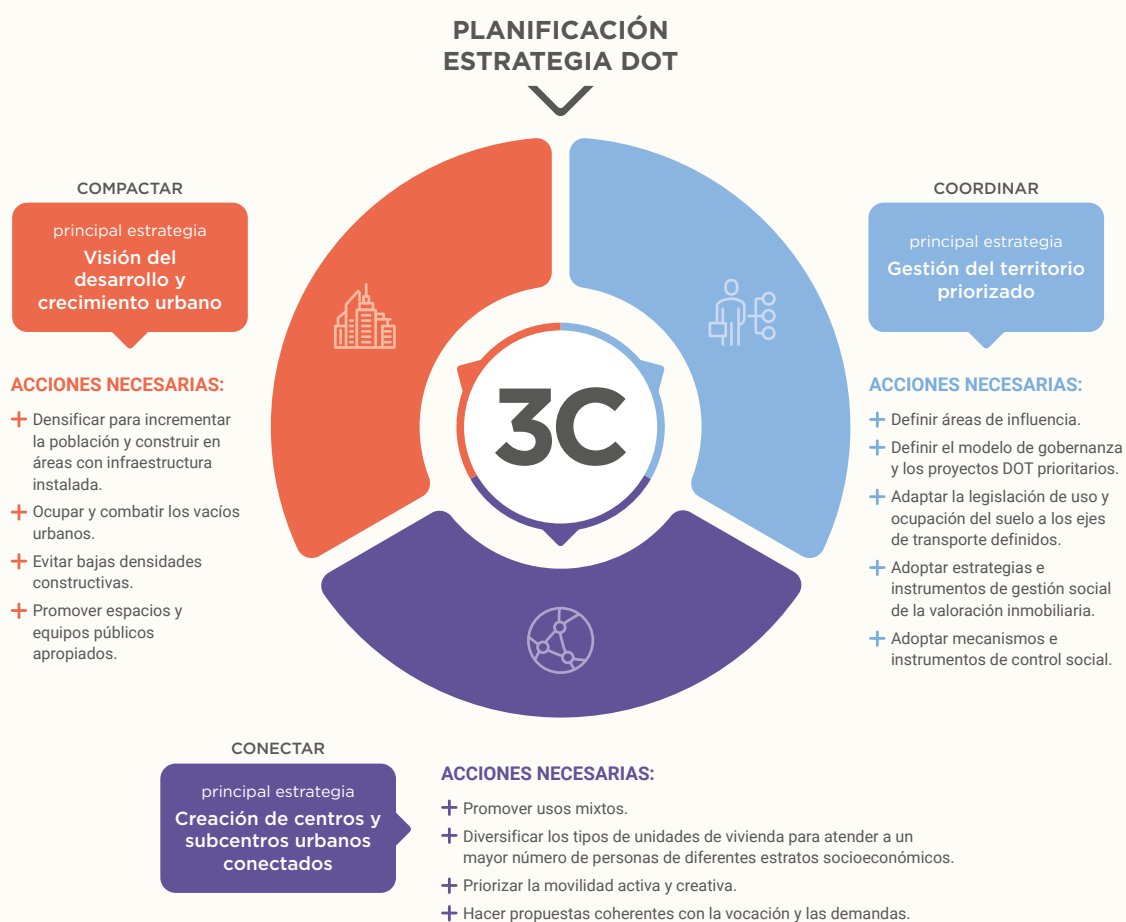 PLANIFICACIÓN
ESTRATEGIA DOT
COMPACTAR
principal estrategia
Visión del
desarrollo y
crecimiento urbano
ACCIONES NECESARIAS:
Densificar para incrementar
la población y construir en
áreas con infraestructura
instalada.
Ocupar y combatir los vacíos
urbanos.
Evitar bajas densidades
constructivas.
Promover espacios y
equipos públicos
apropiados.
3C
COORDINAR
principal estrategia
Gestión del territorio
priorizado
ACCIONES NECESARIAS:
Definir áreas de influencia.
Definir el modelo de gobernanza
y los proyectos DOT prioritarios.
Adaptar la legislación de uso y
ocupación del suelo a los ejes
de transporte definidos.
Adoptar estrategias e
instrumentos de gestión social
de la valoración inmobiliaria.
Adoptar mecanismos e
instrumentos de control social.
CONECTAR
principal estrategia
Creación de centros y
subcentros urbanos
conectados
ACCIONES NECESARIAS:
Promover usos mixtos.
Diversificar los tipos de unidades de vivienda para atender a un
mayor número de personas de diferentes estratos socioeconómicos.
Priorizar la movilidad activa y creativa.
Hacer propuestas coherentes con la vocación y las demandas.